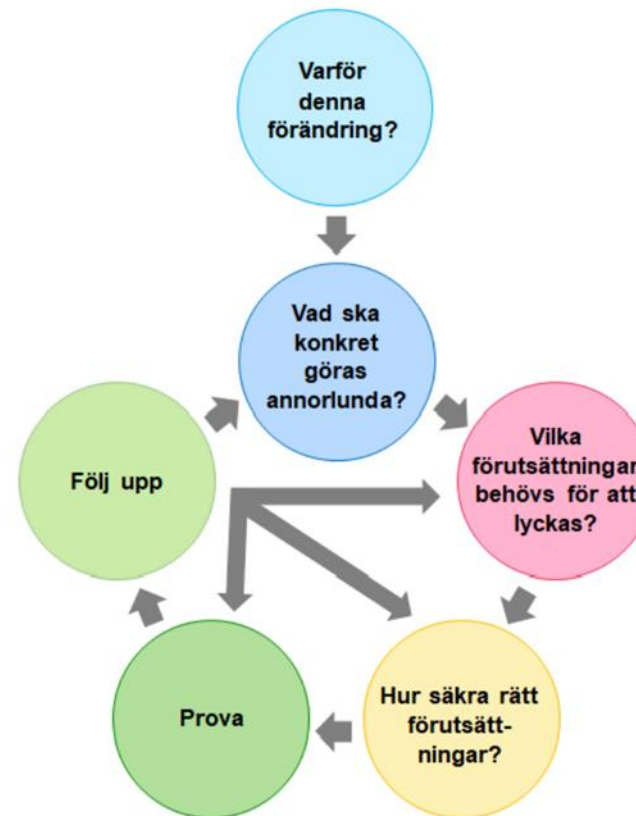 Varför
denna
förändring?
Vad ska
konkret
göras
annorlunda?
Vilka
förutsättningar
behövs för att
lyckas?
Hur säkra rätt
förutsätt-
ningar?
Prova
Följ upp